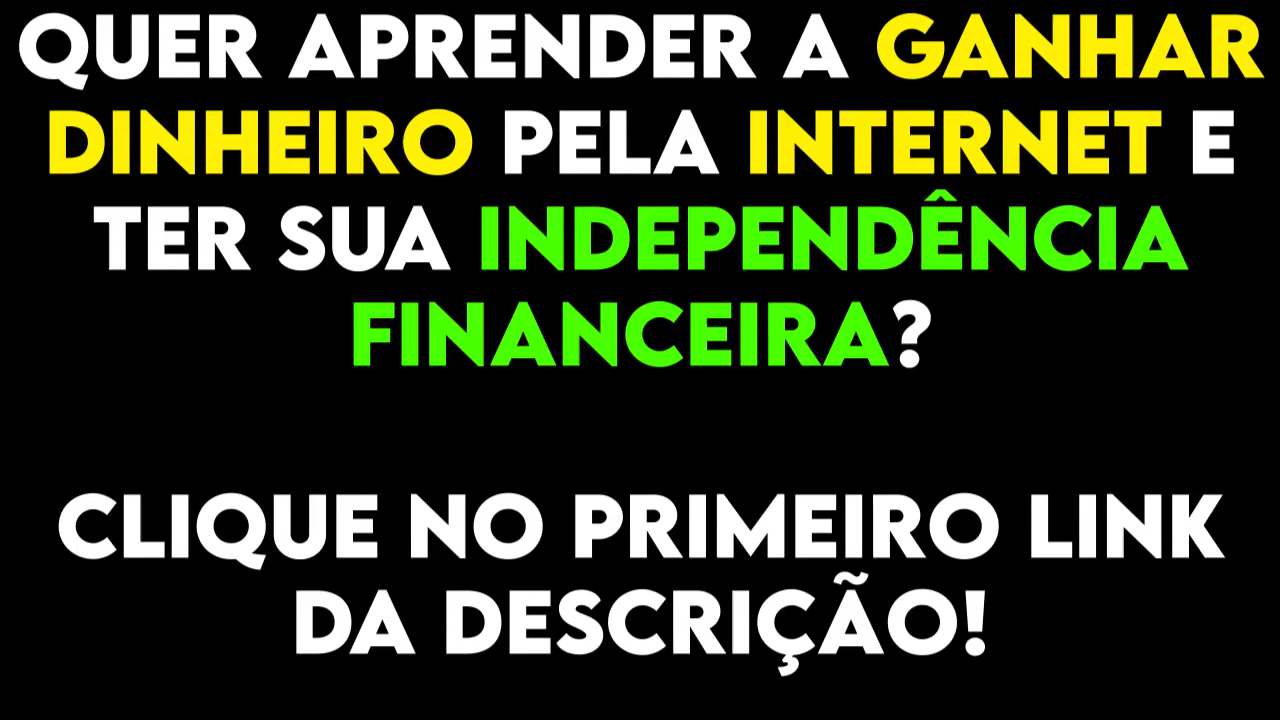 QUER APRENDER A GANHAR
DINHEIRO PELA INTERNET E
TER SUA INDEPENDÊNCIA
FINANCEIRA?
CLIQUE NO PRIMEIRO LINK
DA DESCRIÇÃO!